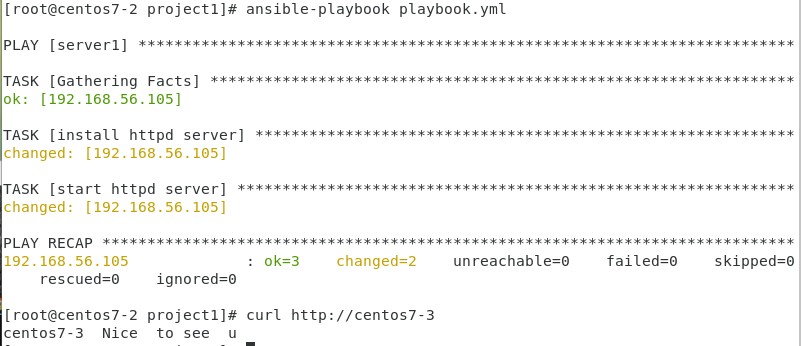 [root@centos7-2 project1]# ansible-playbook playbook.yml
PLAY [server1] *************************************************************************
TASK [Gathering Facts] *****************************************************************
ok: [192.168.56.105]
TASK [install httpd server] ************************************************************
changed: [192.168.56.105]
TASK [start httpd server] **************************************************************
changed: [192.168.56.105]
PLAY RECAP *****************************************************************************
192.168.56.105             : ok=3    changed=2    unreachable=0    failed=0    skipped=0
    rescued=0    ignored=0
[root@centos7-2 project1]# curl http://centos7-3
centos7-3  Nice  to see  u